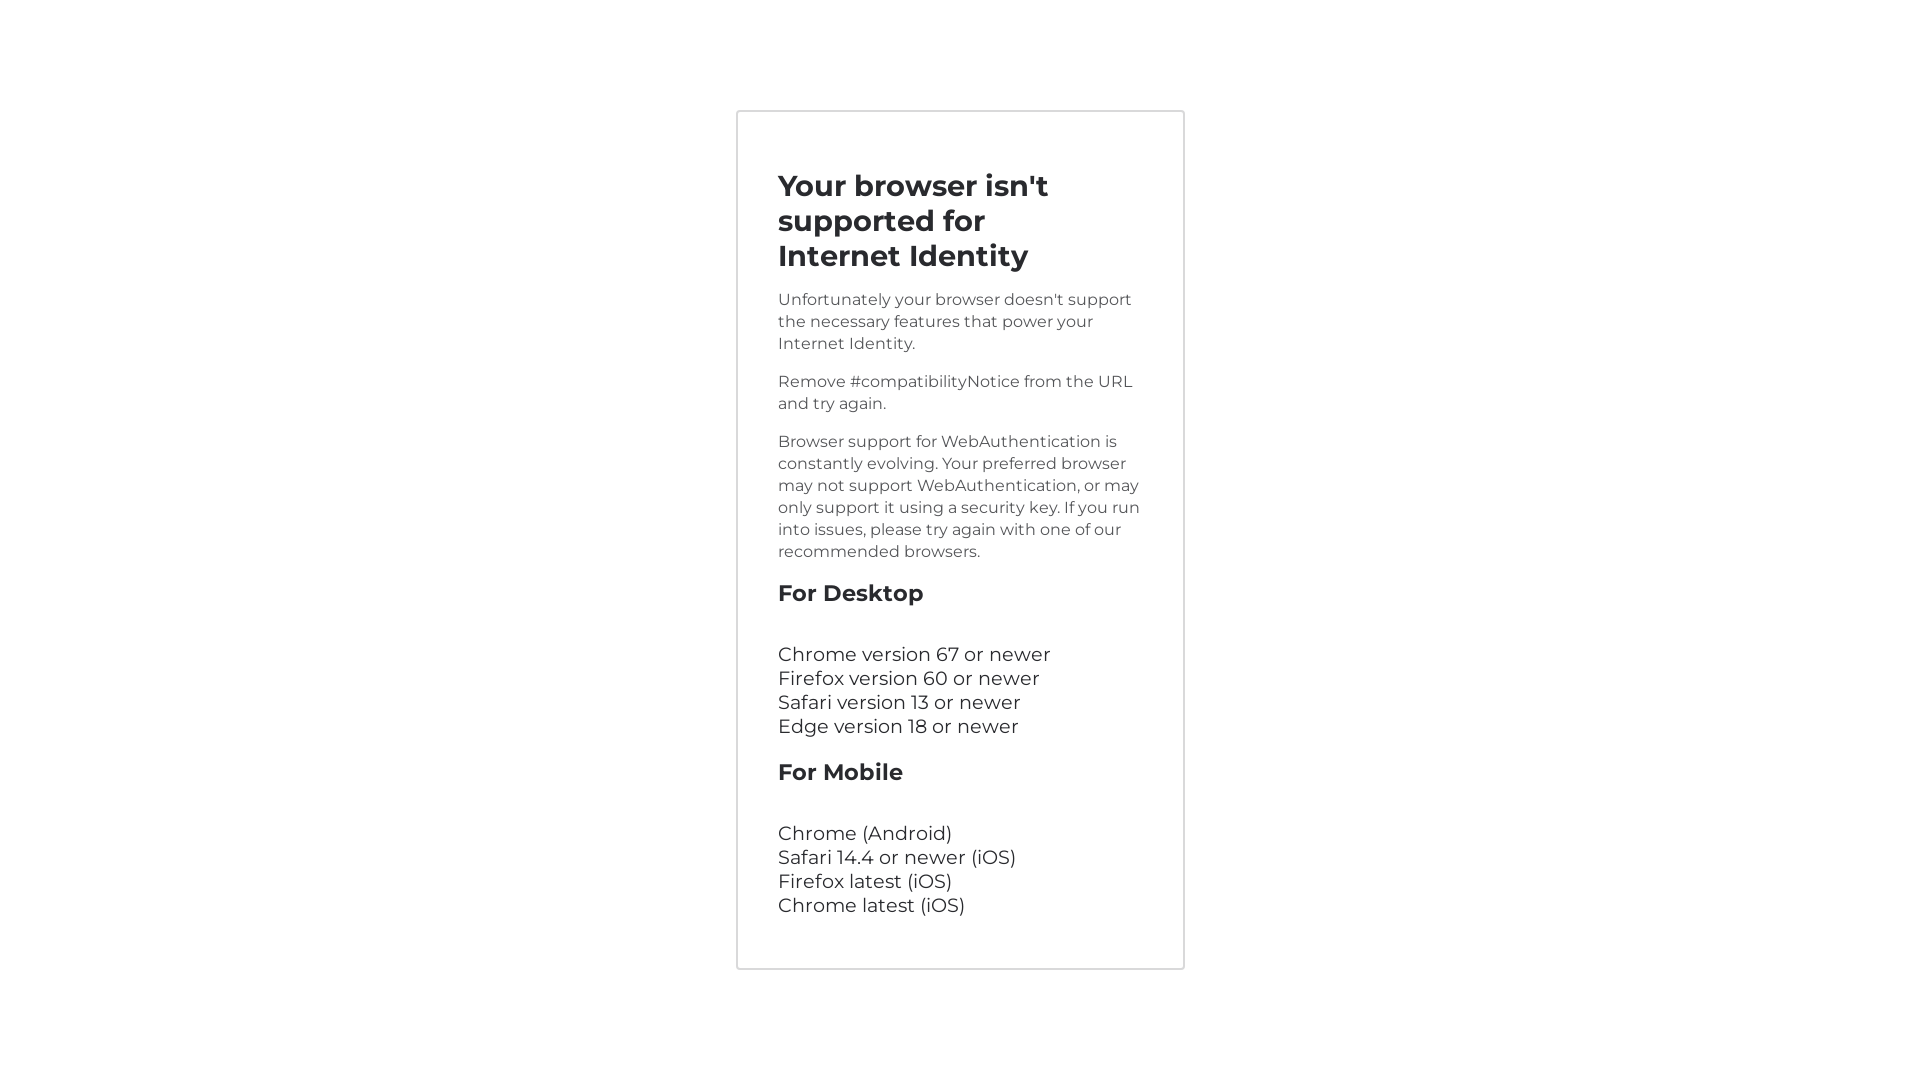 Your browser isn't
supported for
Internet Identity
Unfortunately your browser doesn't support
the necessary features that power your
Internet Identity.
Remove #compatibilityNotice from the URL
and try again.
Browser support for WebAuthentication is
constantly evolving. Your preferred browser
may not support WebAuthentication, or may
only support it using a security key. If you run
into issues, please try again with one of our
recommended browsers.
For Desktop
Chrome version 67 or newer
Firefox version 60 or newer
Safari version 13 or newer
Edge version 18 or newer
For Mobile
Chrome (Android)
Safari 14.4 or newer (iOS)
Firefox latest (iOS)
Chrome latest (iOS)